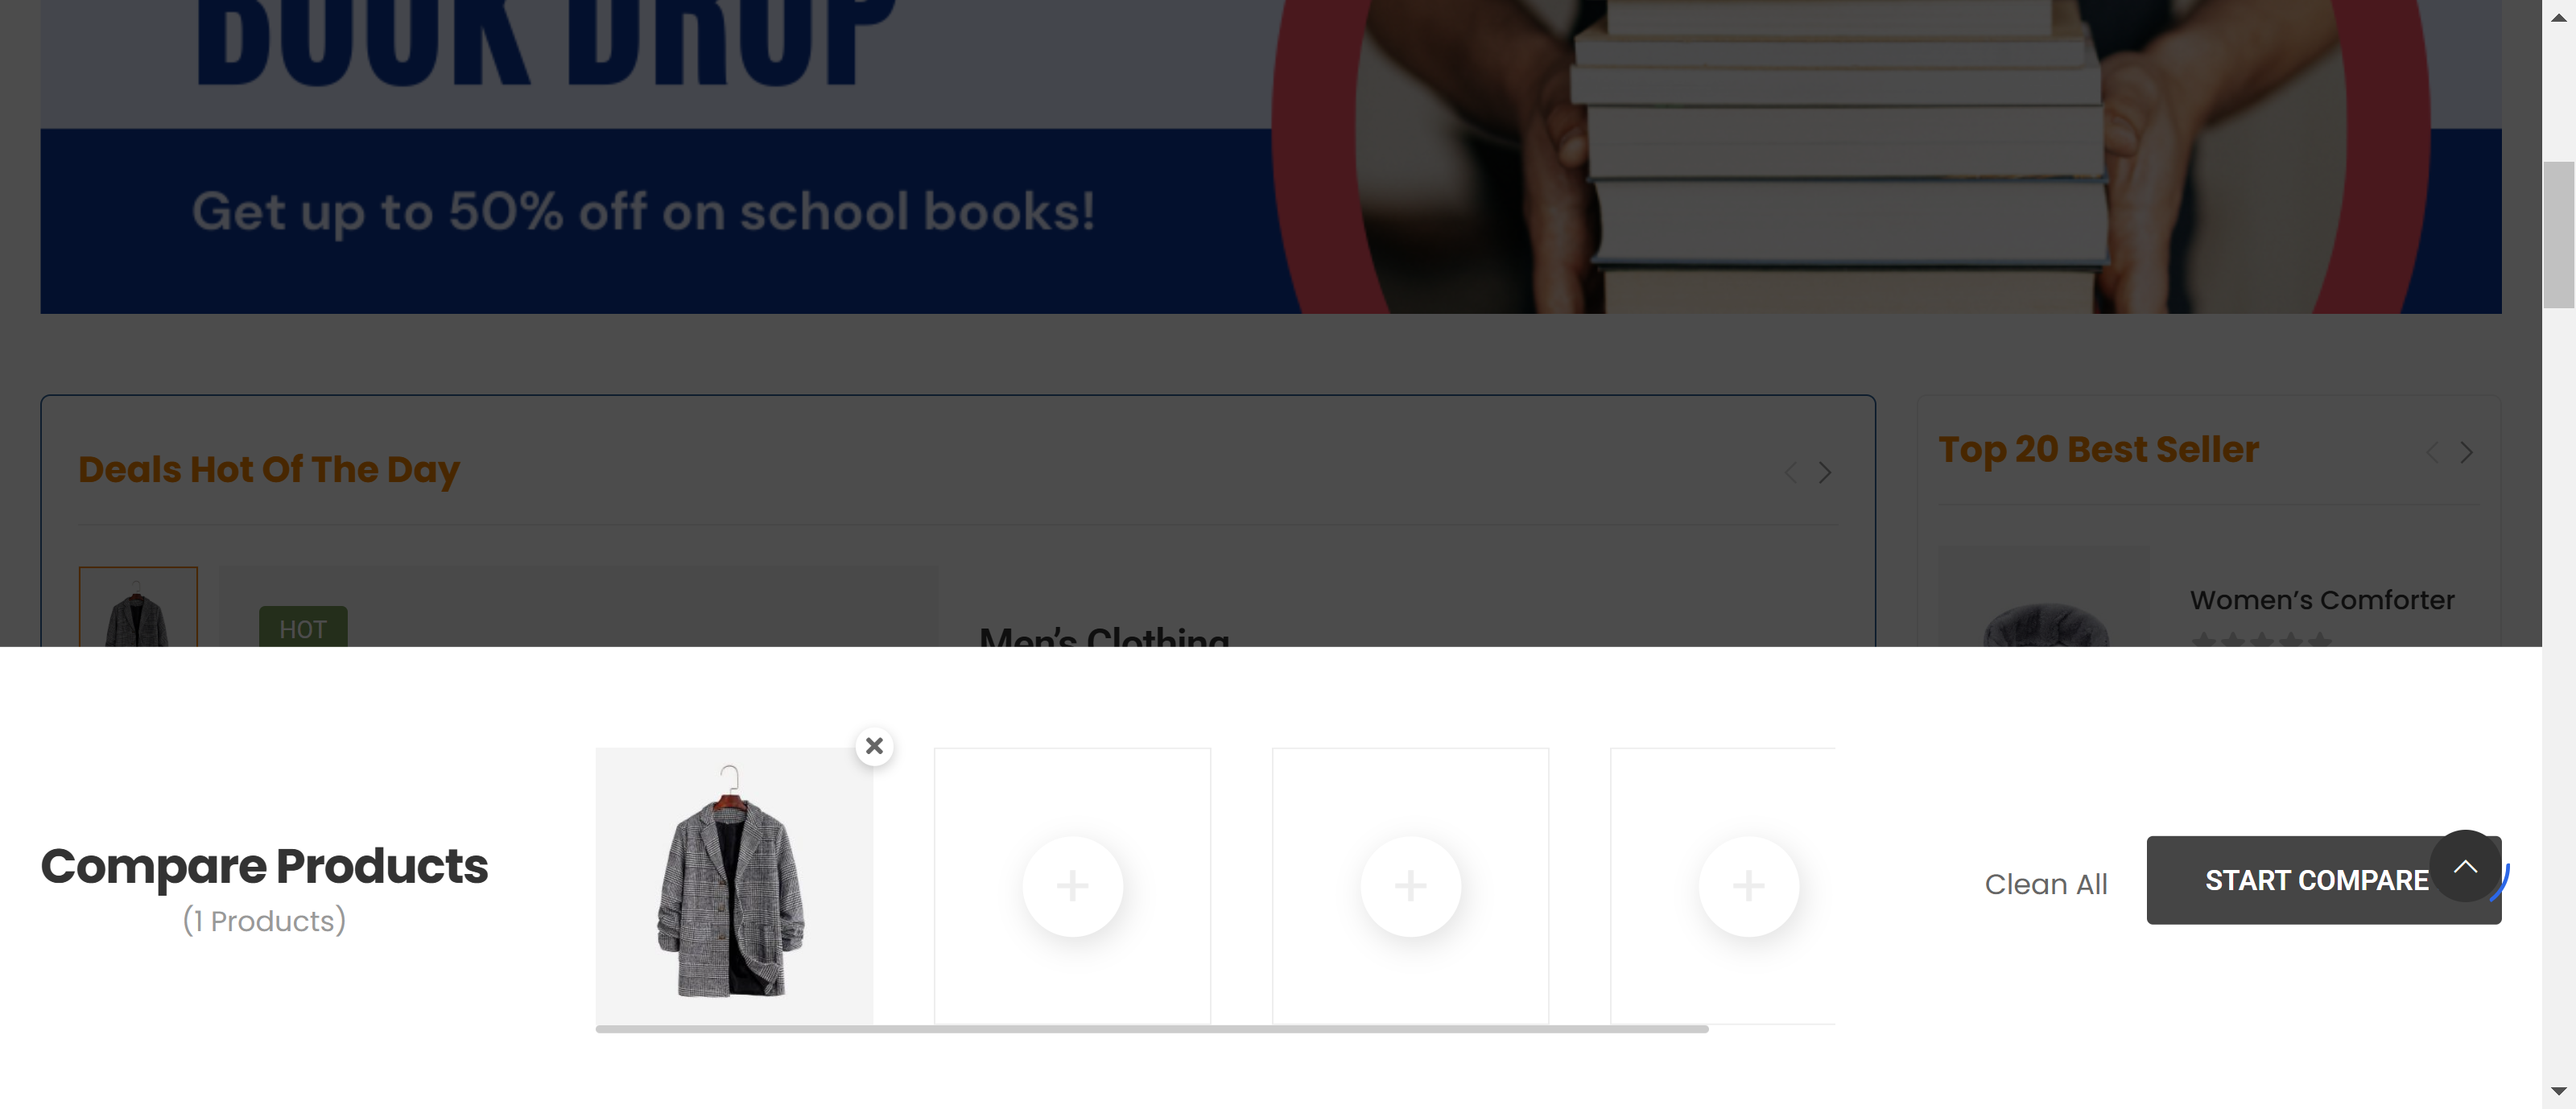 BOOK DROP
Get up to 50% off on school books!
Deals Hot Of The Day
Top 20 Best Seller
HOT
Men's Clothing
Women's Comforter
Compare Products
(1 Products)
Clean All
START COMPARE